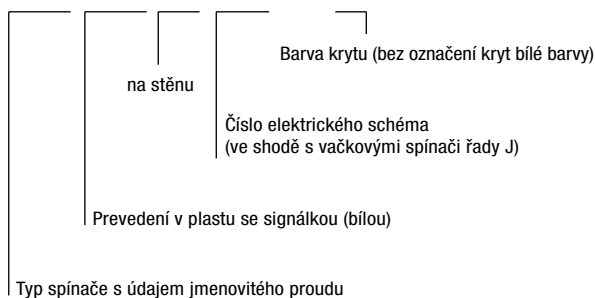 Barva krytu (bez označení kryt bílé barvy)
na stěnu
Číslo elektrického schéma
(ve shodě s vačkovými spínači řady J)
Prevedení v plastu se signálkou (bílou)
Typ spínače s údajem jmenovitého proudu